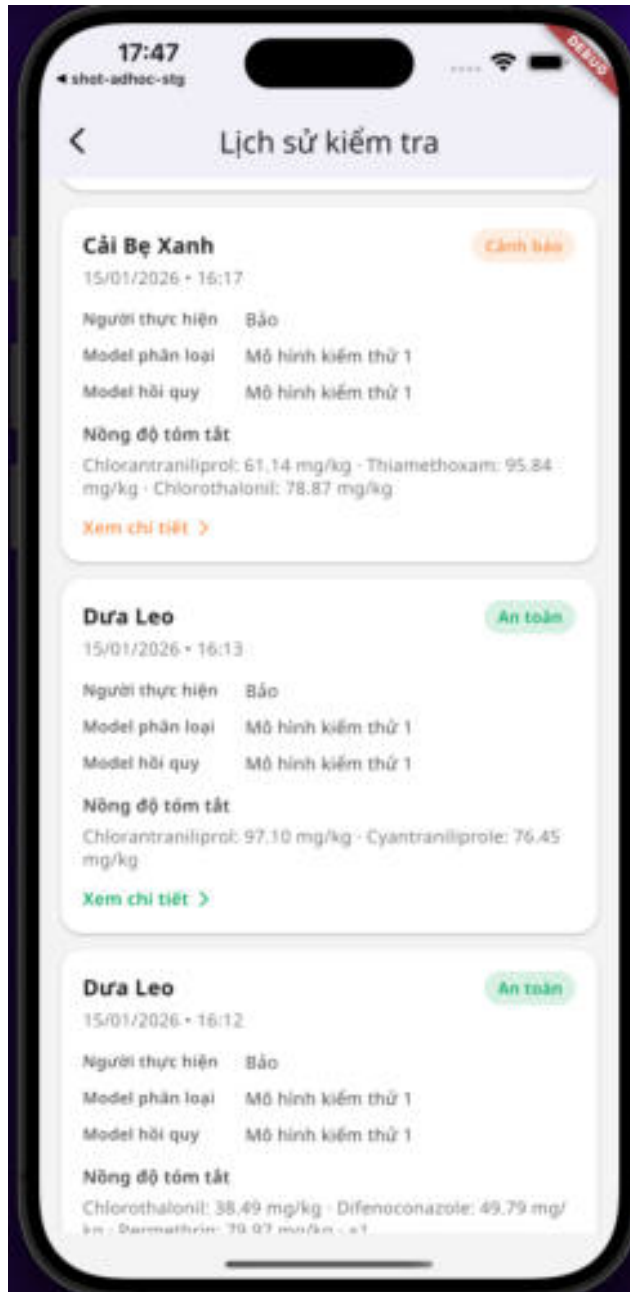 17:47
DEBUG
◀ shot-adhoc-stg
Lịch sử kiểm tra
Cải Bẹ Xanh
Cảnh báo
15/01/2026 • 16:17
Người thực hiện Bảo
Model phân loại Mô hình kiểm thử 1
Model hồi quy Mô hình kiểm thử 1
Nồng độ tóm tắt
Chlorantraniliprol: 61.14 mg/kg · Thiamethoxam: 95.84
mg/kg · Chlorothalonil: 78.87 mg/kg
Xem chi tiết >
Dưa Leo
An toàn
15/01/2026 • 16:13
Người thực hiện Bảo
Model phân loại Mô hình kiểm thử 1
Model hồi quy Mô hình kiểm thử 1
Nồng độ tóm tắt
Chlorantraniliprol: 97.10 mg/kg · Cyantraniliprole: 76.45
mg/kg
Xem chi tiết >
Dưa Leo
An toàn
15/01/2026 • 16:12
Người thực hiện Bảo
Model phân loại Mô hình kiểm thử 1
Model hồi quy Mô hình kiểm thử 1
Nồng độ tóm tắt
Chlorothalonil: 38.49 mg/kg · Difenoconazole: 49.79 mg/
kg · Permethrin: 79.97 mg/kg · +1